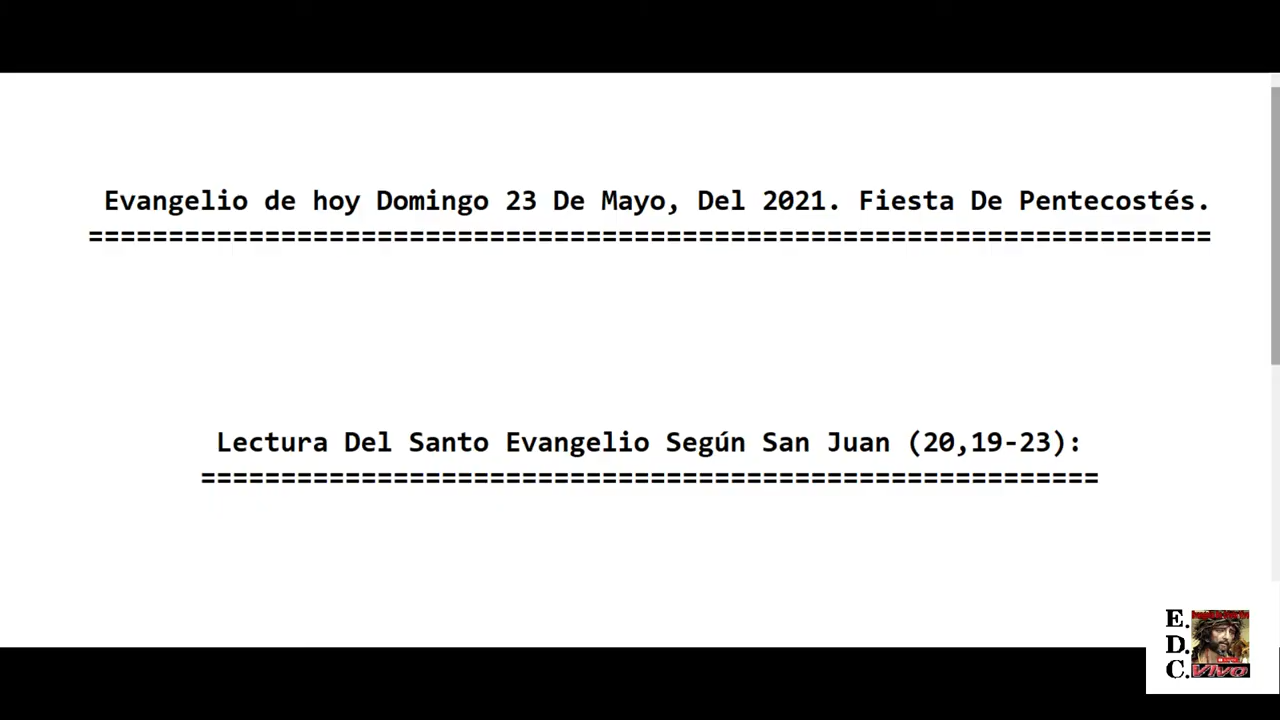 Evangelio de hoy Domingo 23 De Mayo, Del 2021. Fiesta De Pentecostés.
======================================================================
Lectura Del Santo Evangelio Según San Juan (20,19-23):
========================================================
E.
D.
C. Vivo